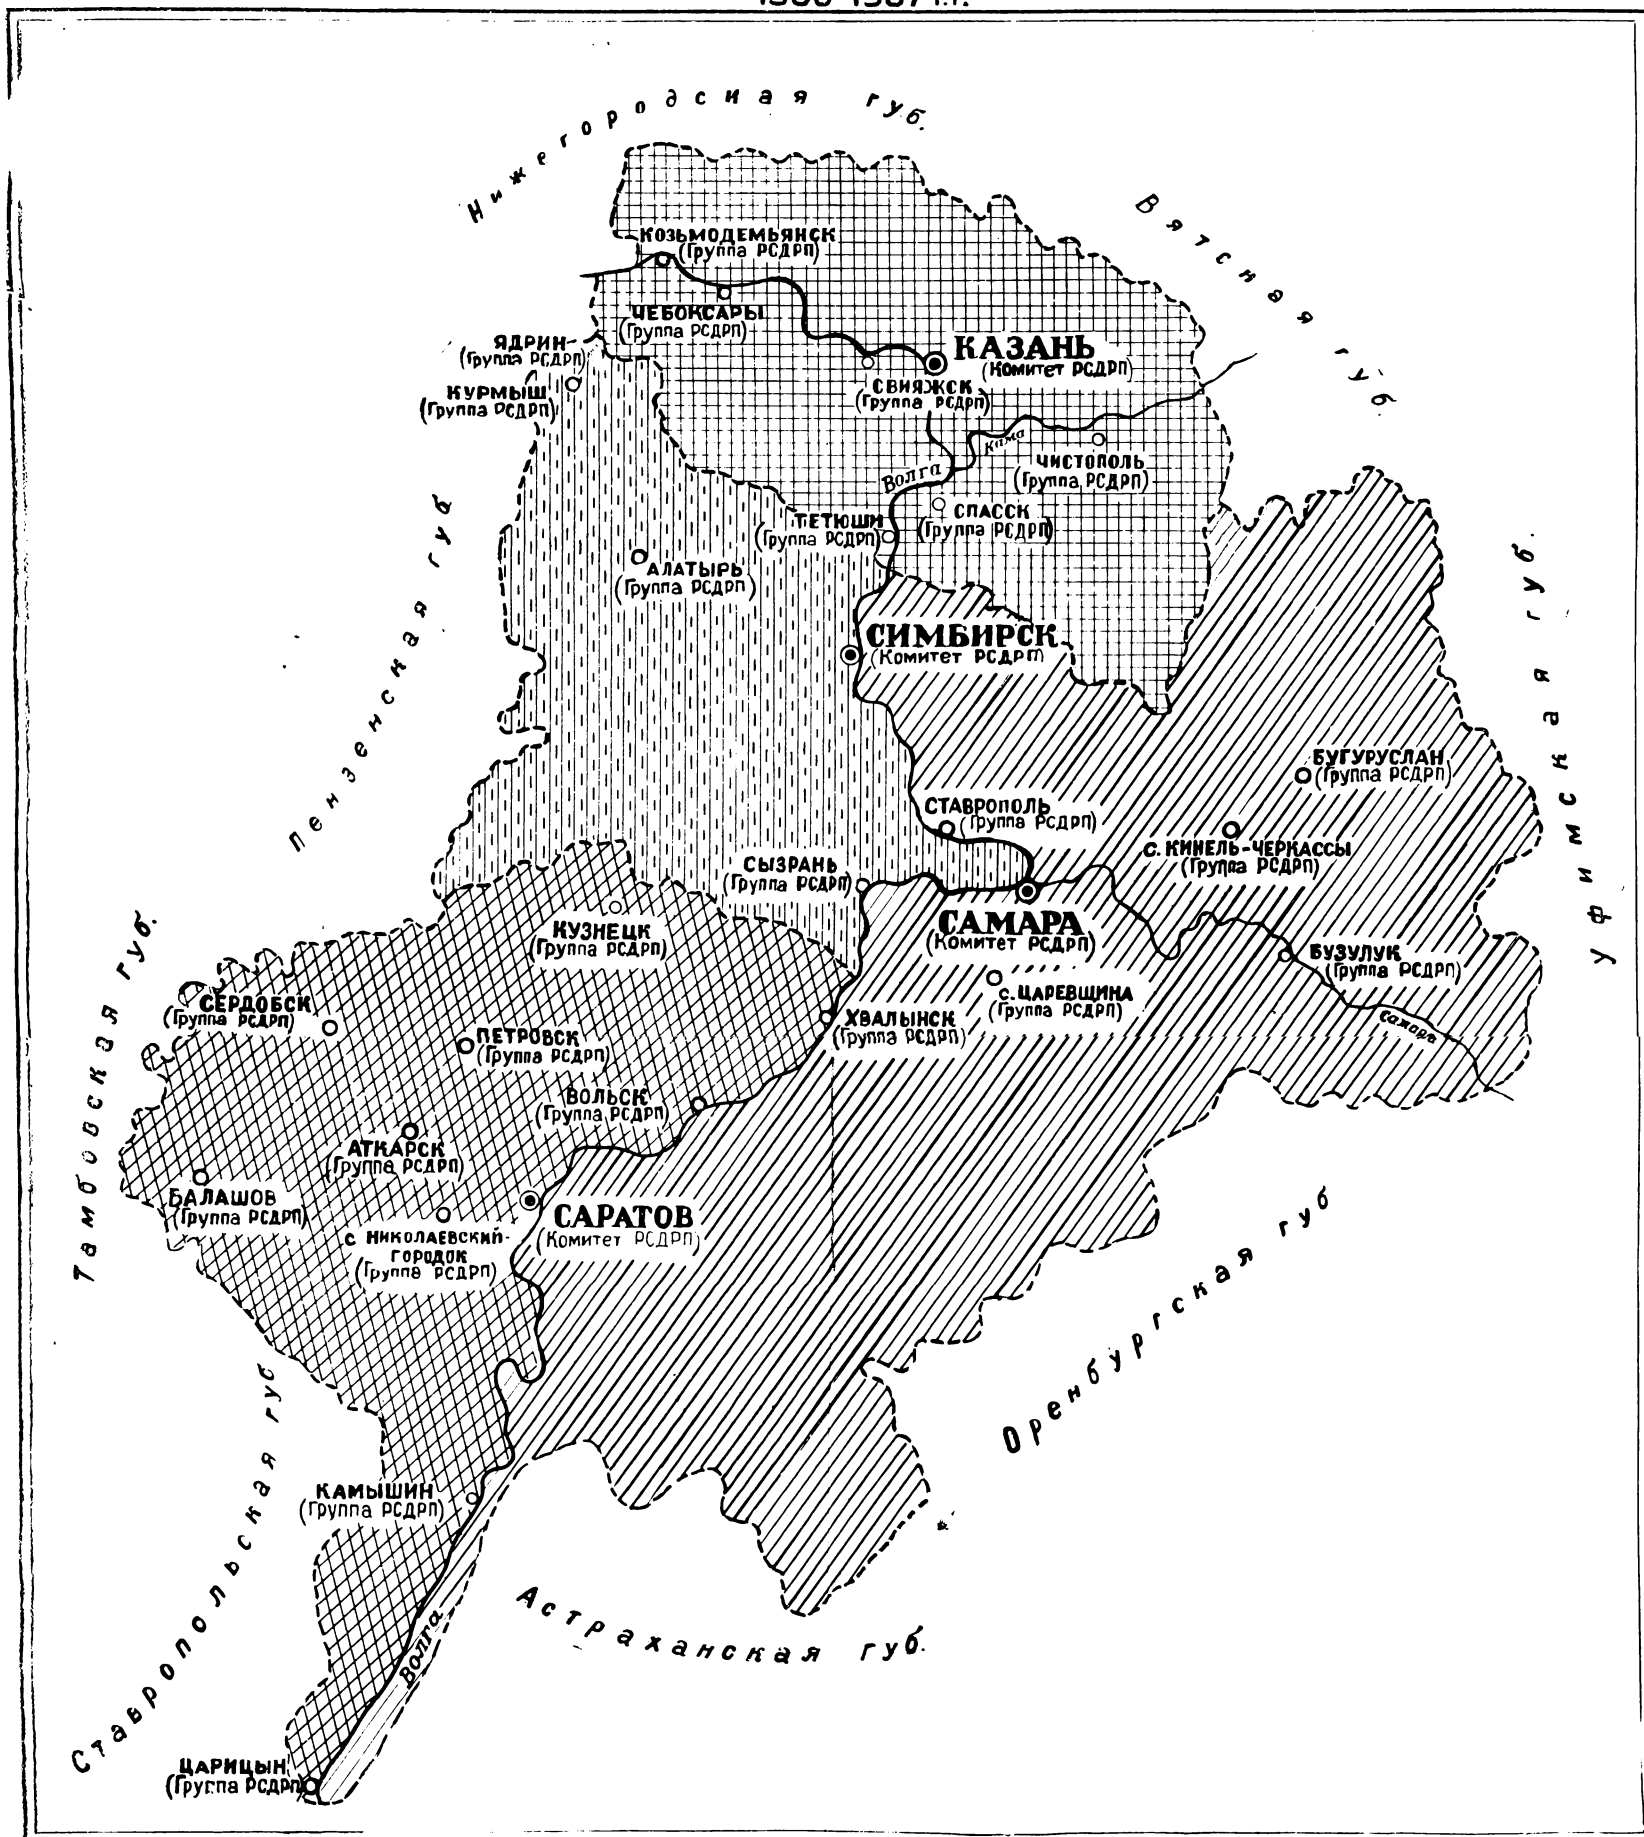 Нижегородская губ.
Вятская губ.
КОЗЬМОДЕМЬЯНСК
(Группа РСДРП)
ЧЕБОКСАРЫ
(Группа РСДРП)
ЯДРИН
(Группа РСДРП)
КАЗАНЬ
(Комитет РСДРП)
КУРМЫШ
(Группа РСДРП)
СВИЯЖСК
(Группа РСДРП)
Кама
Волга
ЧИСТОПОЛЬ
(Группа РСДРП)
СПАССК
(Группа РСДРП)
ТЕТЮШИ
(Группа РСДРП)
АЛАТЫРЬ
(Группа РСДРП)
Пензенская губ
Уфимская губ.
СИМБИРСК
(Комитет РСДРП)
БУГУРУСЛАН
(Группа РСДРП)
СТАВРОПОЛЬ
(Группа РСДРП)
с. КИНЕЛЬ-ЧЕРКАССЫ
(Группа РСДРП)
СЫЗРАНЬ
(Группа РСДРП)
САМАРА
(Комитет РСДРП)
КУЗНЕЦК
(Группа РСДРП)
БУЗУЛУК
(Группа РСДРП)
Самара
с. ЦАРЕВЩИНА
(Группа РСДРП)
Тамбовская губ.
СЕРДОБСК
(Группа РСДРП)
ХВАЛЫНСК
(Группа РСДРП)
ПЕТРОВСК
(Группа РСДРП)
ВОЛЬСК
(Группа РСДРП)
АТКАРСК
(Группа РСДРП)
БАЛАШОВ
(Группа РСДРП)
САРАТОВ
(Комитет РСДРП)
с НИКОЛАЕВСКИЙ-
ГОРОДОК
(Группа РСДРП)
Оренбургская губ
Ставропольская губ
КАМЫШИН
(Группа РСДРП)
Астраханская губ.
Волга
ЦАРИЦЫН
(Группа РСДРП)